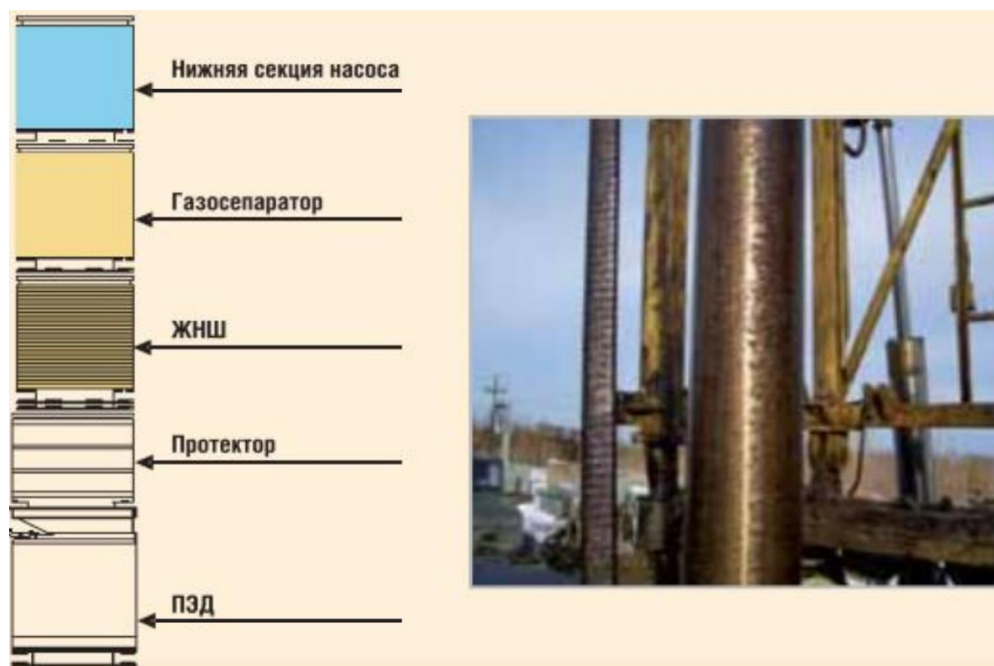 Нижняя секция насоса
Газосепаратор
ЖНШ
Протектор
ПЭД